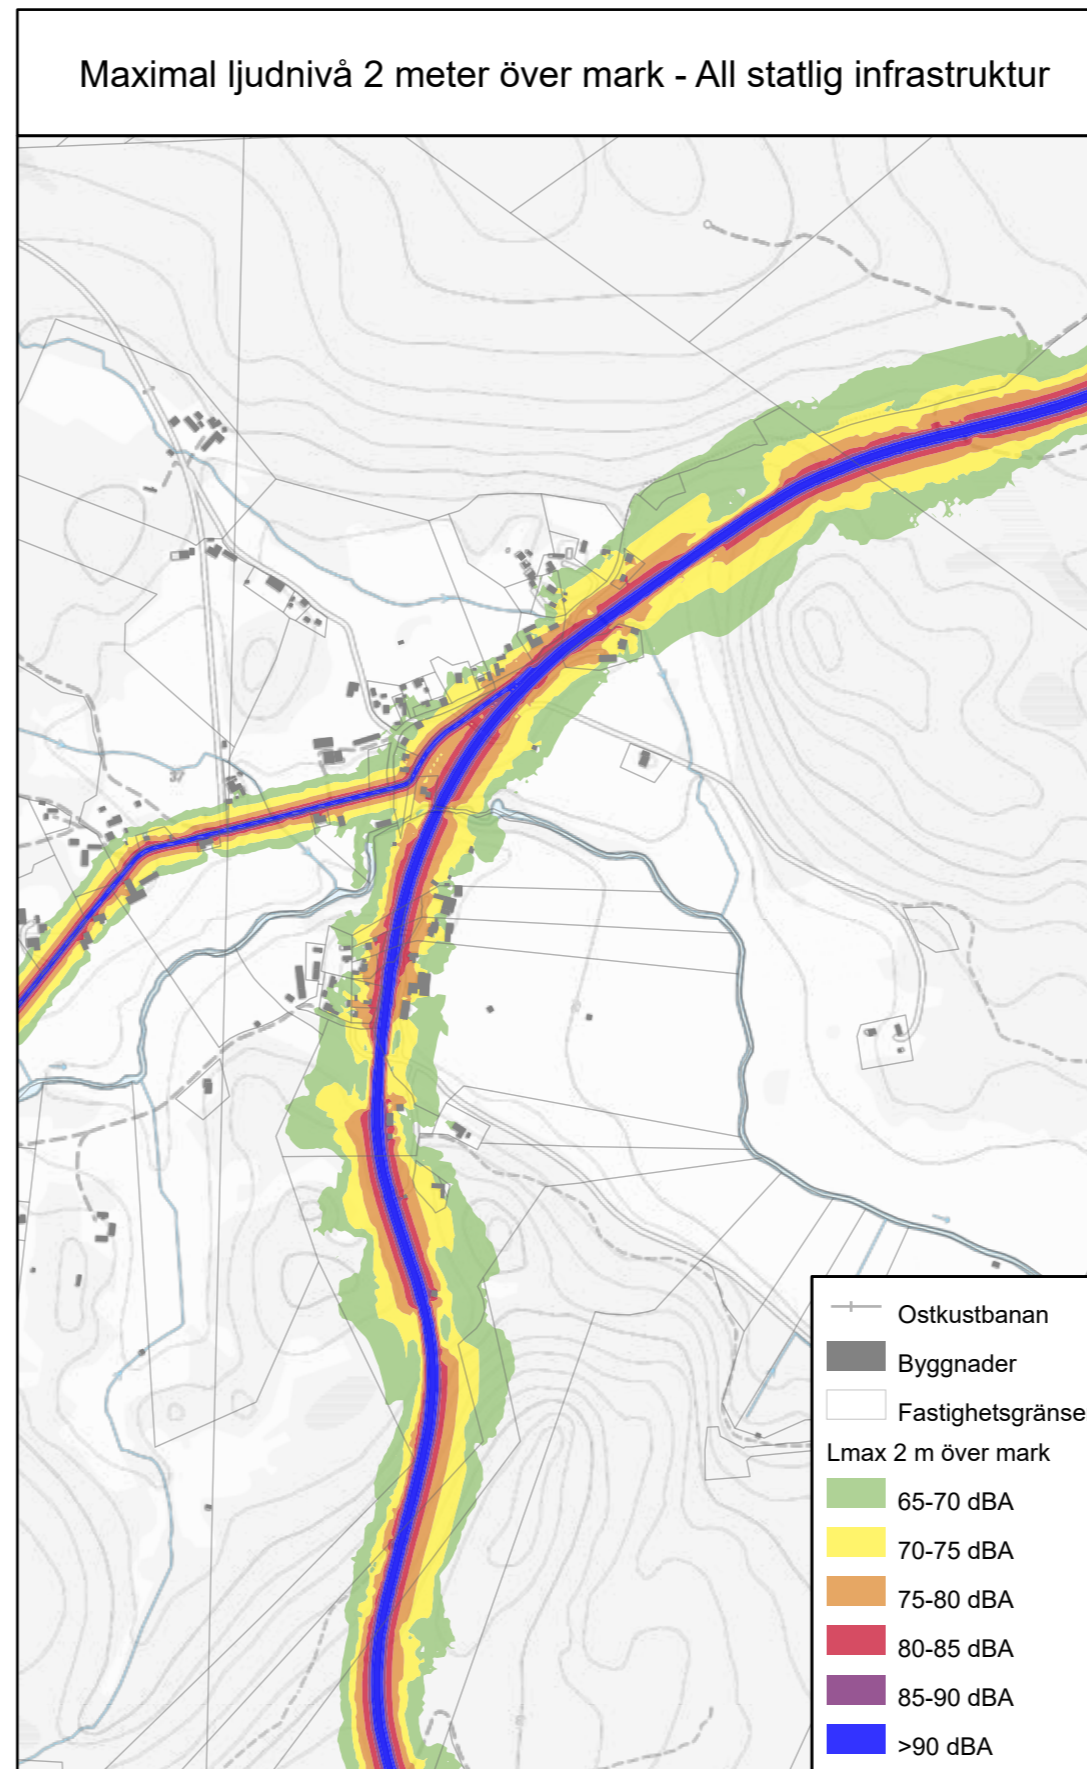 Maximal ljudnivå 2 meter över mark - All statlig infrastruktur
37
Ostkustbanan
Byggnader
Fastighetsgränse
Lmax 2 m över mark
65-70 dBA
70-75 dBA
75-80 dBA
80-85 dBA
85-90 dBA
>90 dBA